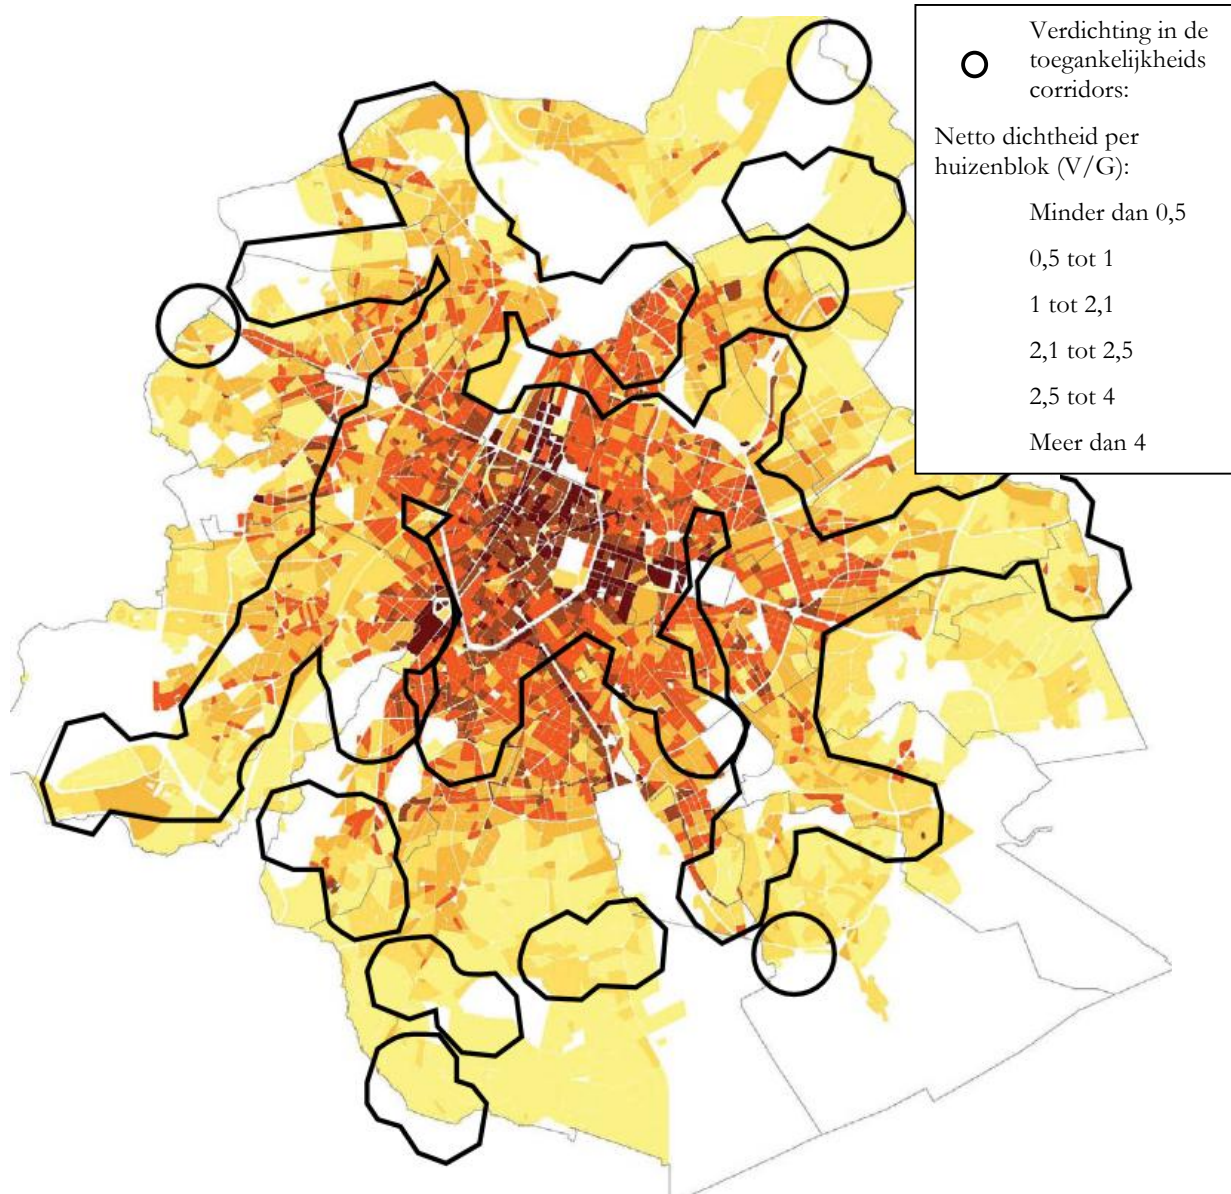 Verdichting in de
toegankelijkheids
corridors:
Netto dichtheid per
huizenblok (V/G):
Minder dan 0,5
0,5 tot 1
1 tot 2,1
2,1 tot 2,5
2,5 tot 4
Meer dan 4